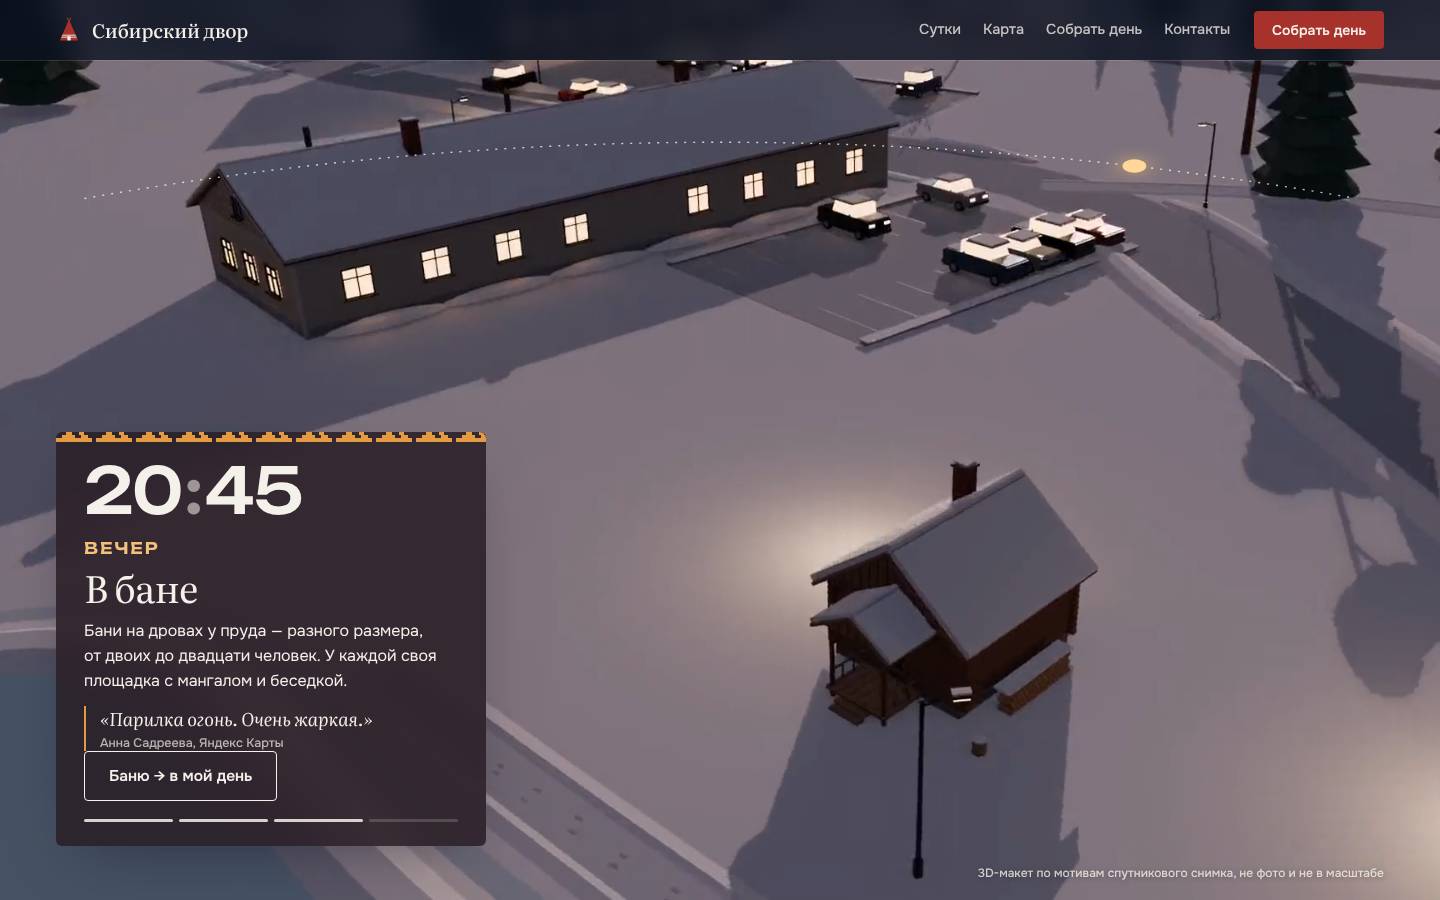 Сибирский двор
Сутки
Карта
Собрать день
Контакты
Собрать день
20:45
ВЕЧЕР
В бане
Бани на дровах у пруда — разного размера,
от двоих до двадцати человек. У каждой своя
площадка с мангалом и беседкой.
«Парилка огонь. Очень жаркая.»
Анна Садреева, Яндекс Карты
Баню → в мой день
3D-макет по мотивам спутникового снимка, не фото и не в масштабе